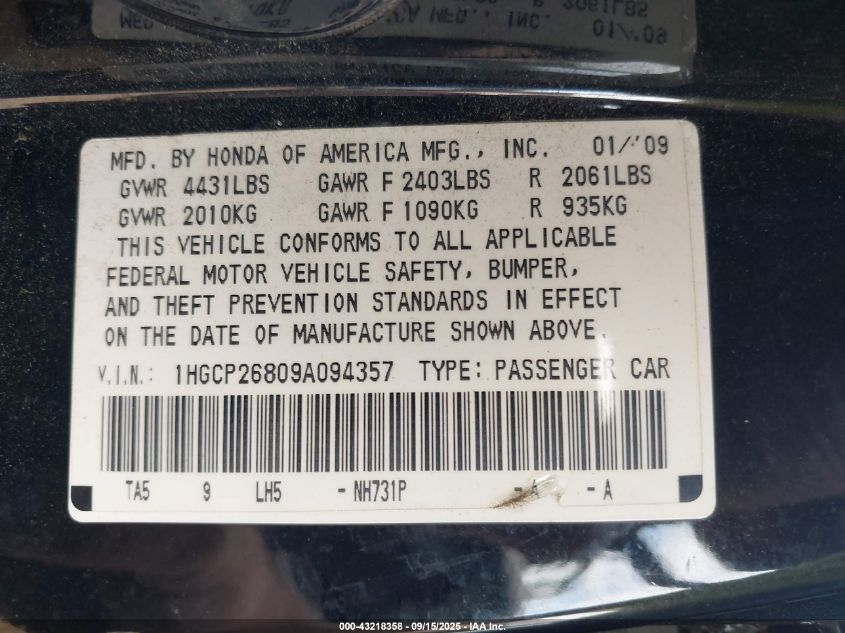 MFD. BY HONDA OF AMERICA MFG., INC. 01/09
GVWR 4431LBS GAWR F 2403LBS R 2061LBS
GVWR 2010KG GAWR F 1090KG R 935KG
THIS VEHICLE CONFORMS TO ALL APPLICABLE
FEDERAL MOTOR VEHICLE SAFETY, BUMPER,
AND THEFT PREVENTION STANDARDS IN EFFECT
ON THE DATE OF MANUFACTURE SHOWN ABOVE.
V.I.N.: 1HGCP26809A094357 TYPE: PASSENGER CAR
TA5 9 LH5 - NH731P - A - A
000-43218358 - 09/15/2025 - IAA Inc.